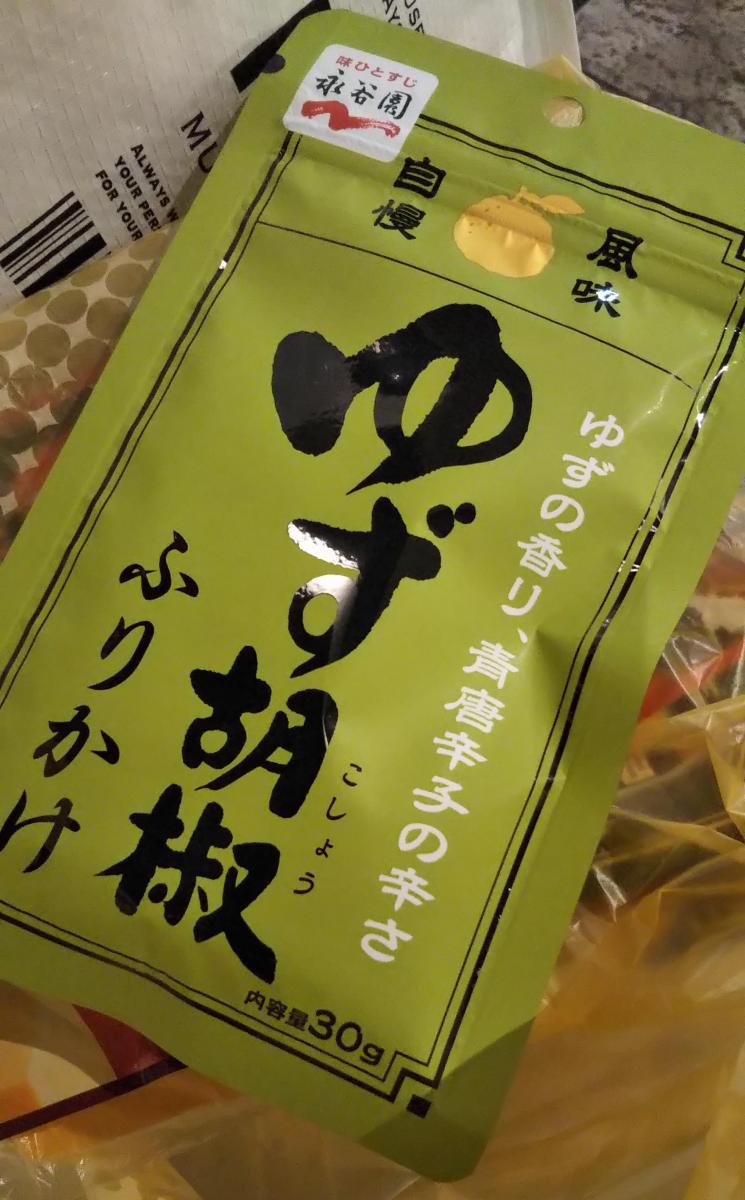 味ひとすじ
永谷園
風味
自慢
ゆずの香り、青唐辛子の辛さ
ゆず胡椒
こしょう
ふりかけ
内容量30g
MU
ALWAYS W
YOUR PER
FOR YOUR